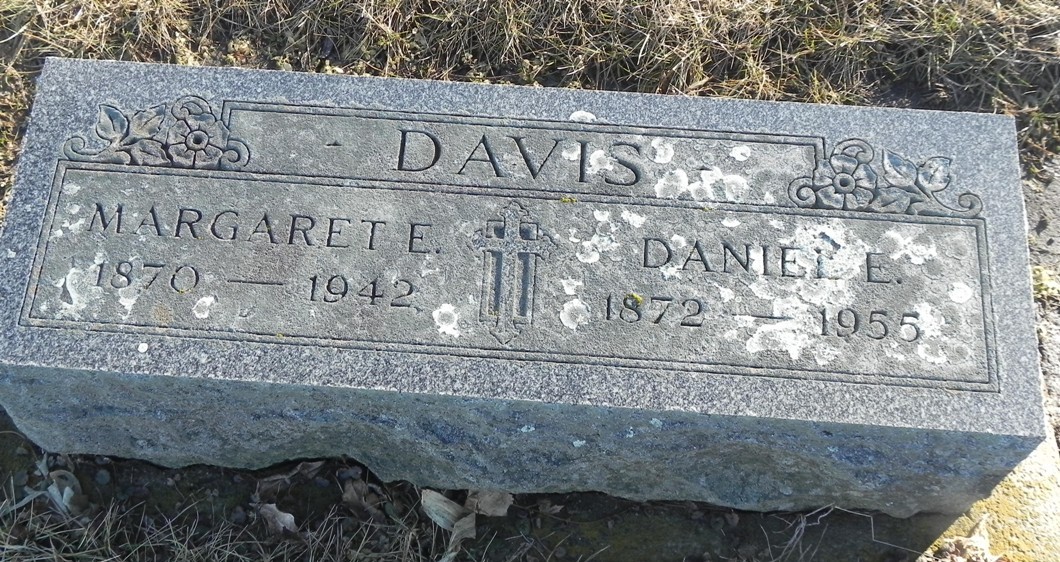 DAVIS
MARGARET E.
1870 — 1942
DANIEL E.
1872 — 1955